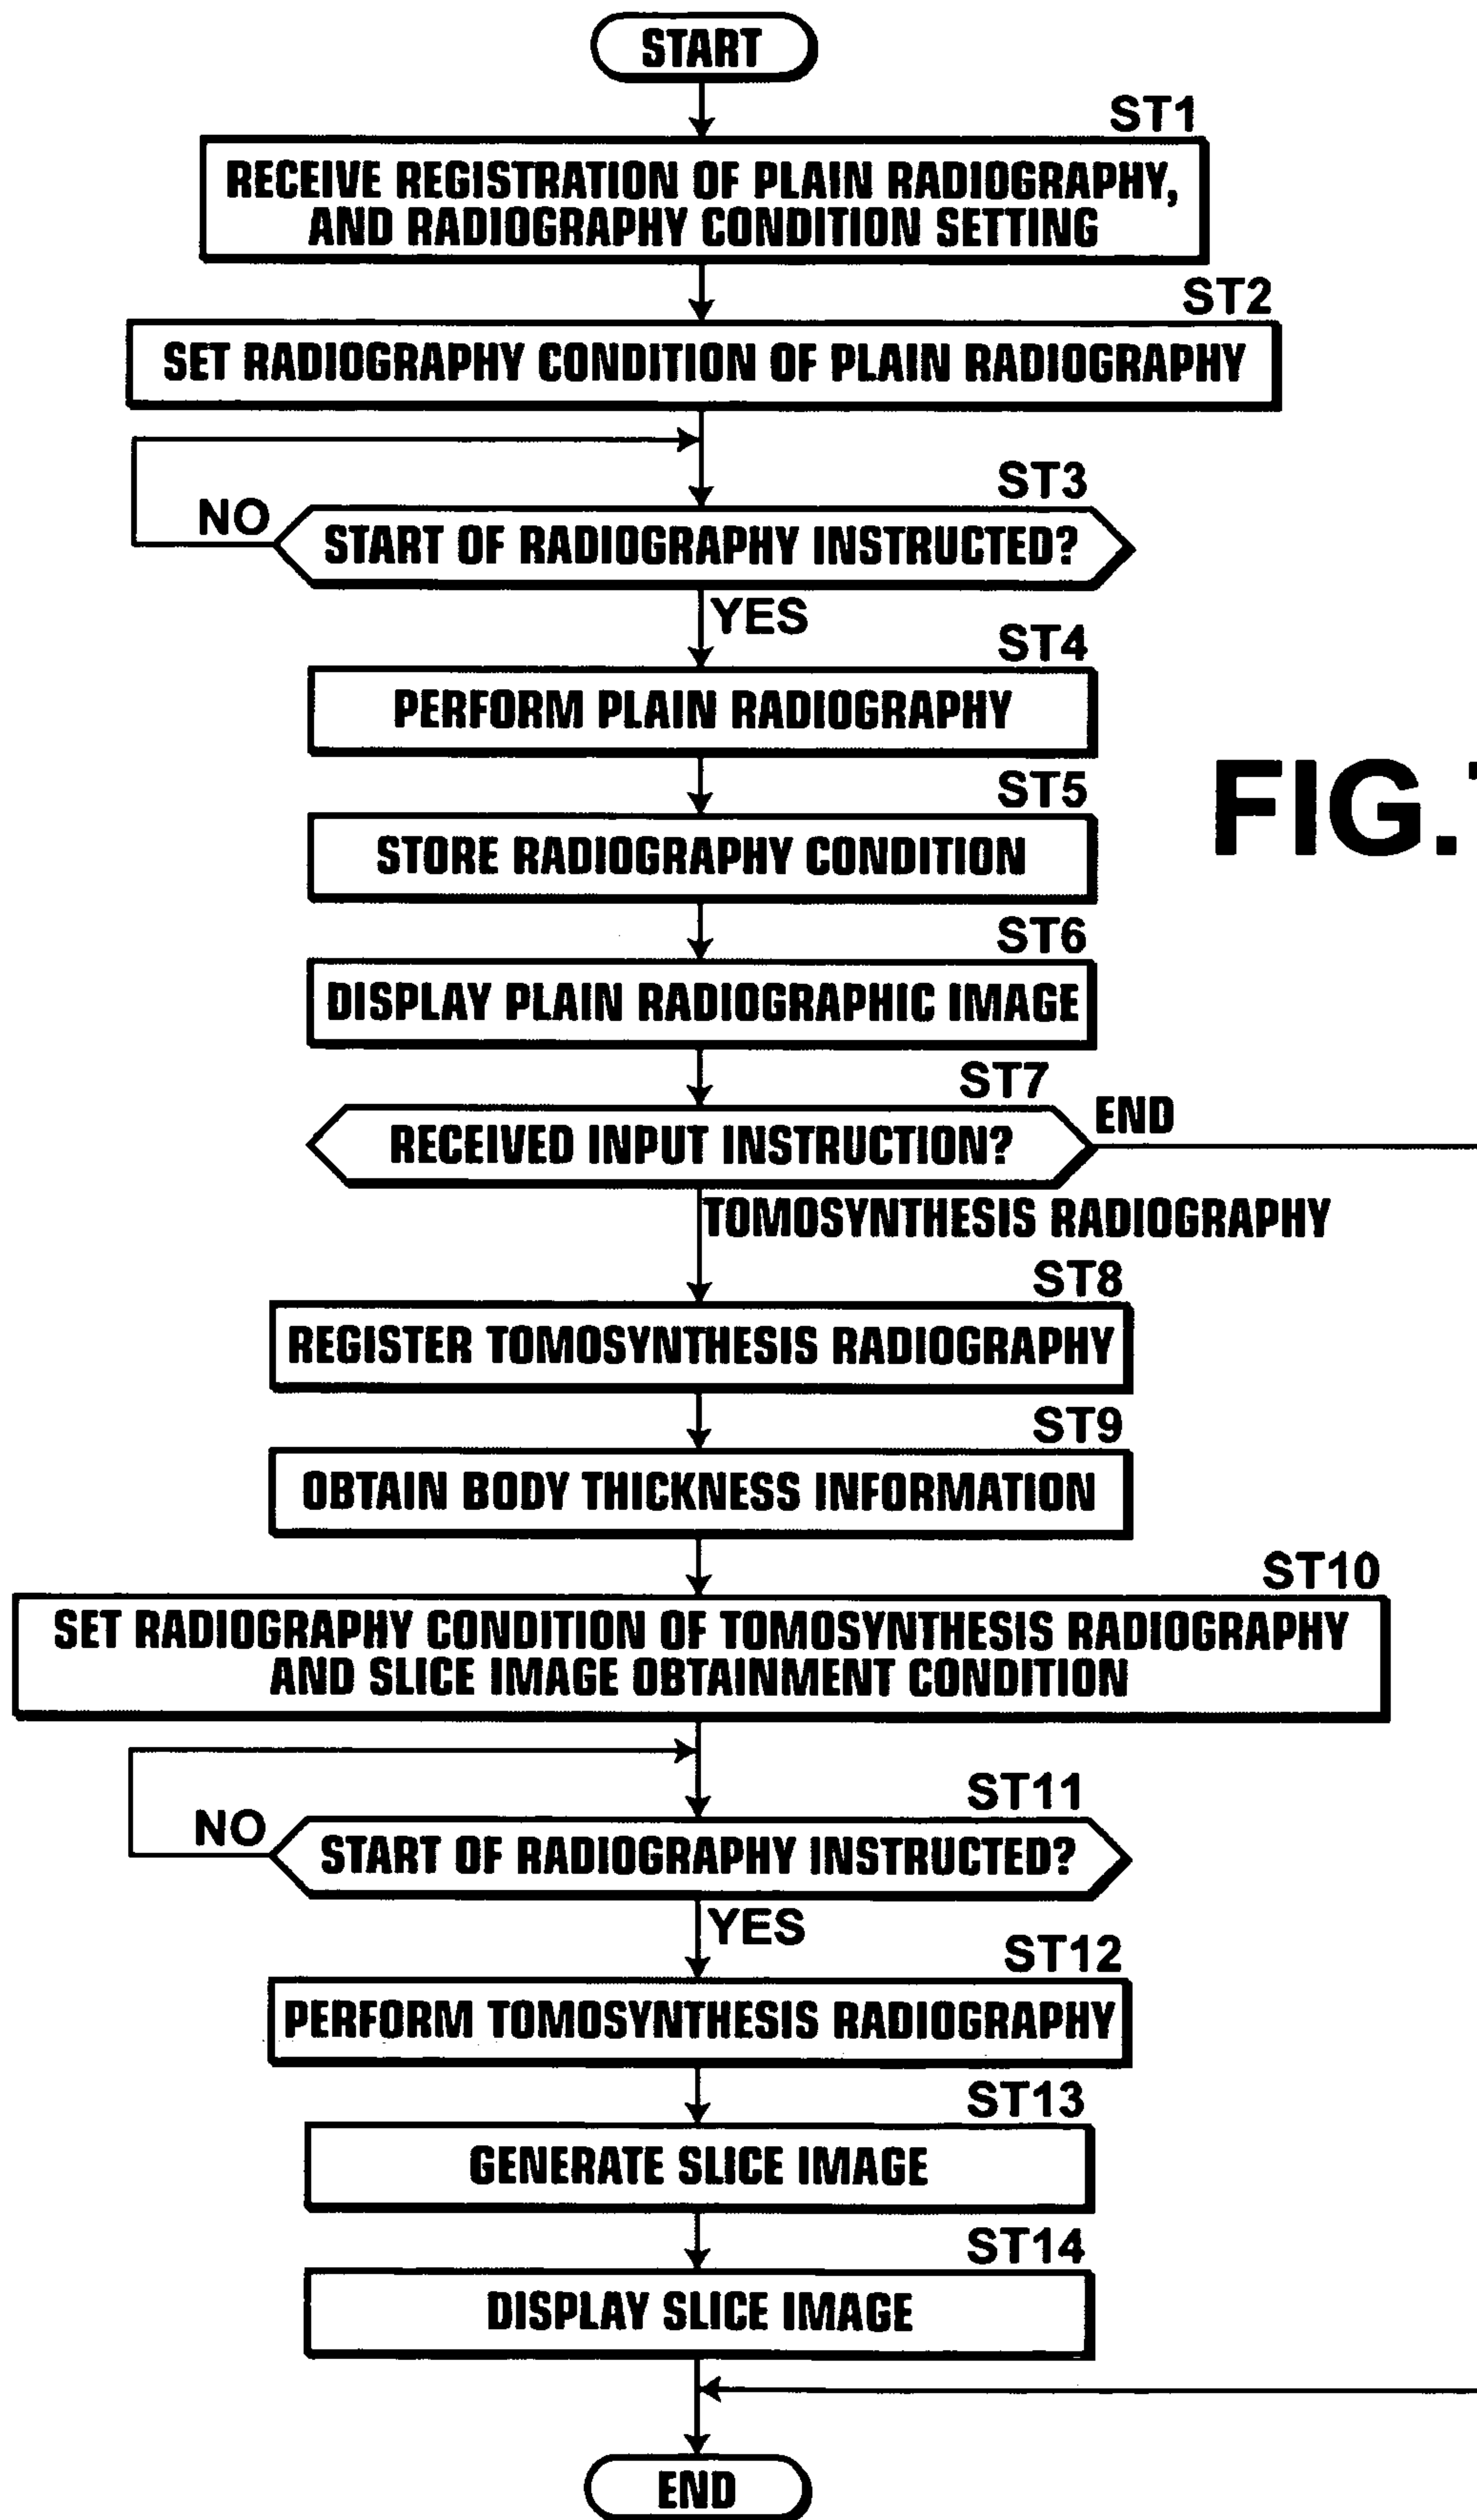 START
ST1
RECEIVE REGISTRATION OF PLAIN RADIOGRAPHY,
AND RADIOGRAPHY CONDITION SETTING
ST2
SET RADIOGRAPHY CONDITION OF PLAIN RADIOGRAPHY
ST3
NO
START OF RADIOGRAPHY INSTRUCTED?
YES
ST4
PERFORM PLAIN RADIOGRAPHY
FIG.
ST5
STORE RADIOGRAPHY CONDITION
ST6
DISPLAY PLAIN RADIOGRAPHIC IMAGE
ST7
END
RECEIVED INPUT INSTRUCTION?
TOMOSYNTHESIS RADIOGRAPHY
ST8
REGISTER TOMOSYNTHESIS RADIOGRAPHY
ST9
OBTAIN BODY THICKNESS INFORMATION
ST10
SET RADIOGRAPHY CONDITION OF TOMOSYNTHESIS RADIOGRAPHY
AND SLICE IMAGE OBTAINMENT CONDITION
ST11
NO
START OF RADIOGRAPHY INSTRUCTED?
YES
ST12
PERFORM TOMOSYNTHESIS RADIOGRAPHY
ST13
GENERATE SLICE IMAGE
ST14
DISPLAY SLICE IMAGE
END